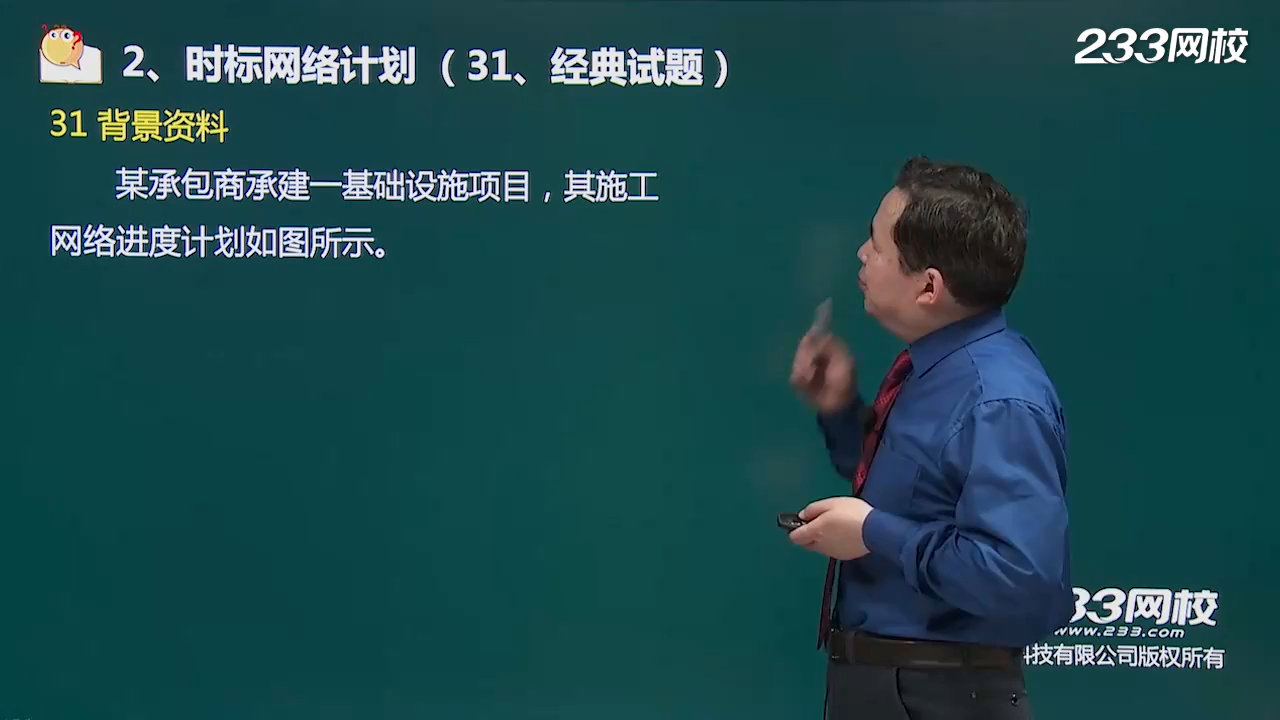 233网校
2、时标网络计划（31、经典试题）
31 背景资料
某承包商承建一基础设施项目，其施工
网络进度计划如图所示。
33网校
www.233.com
科技有限公司版权所有